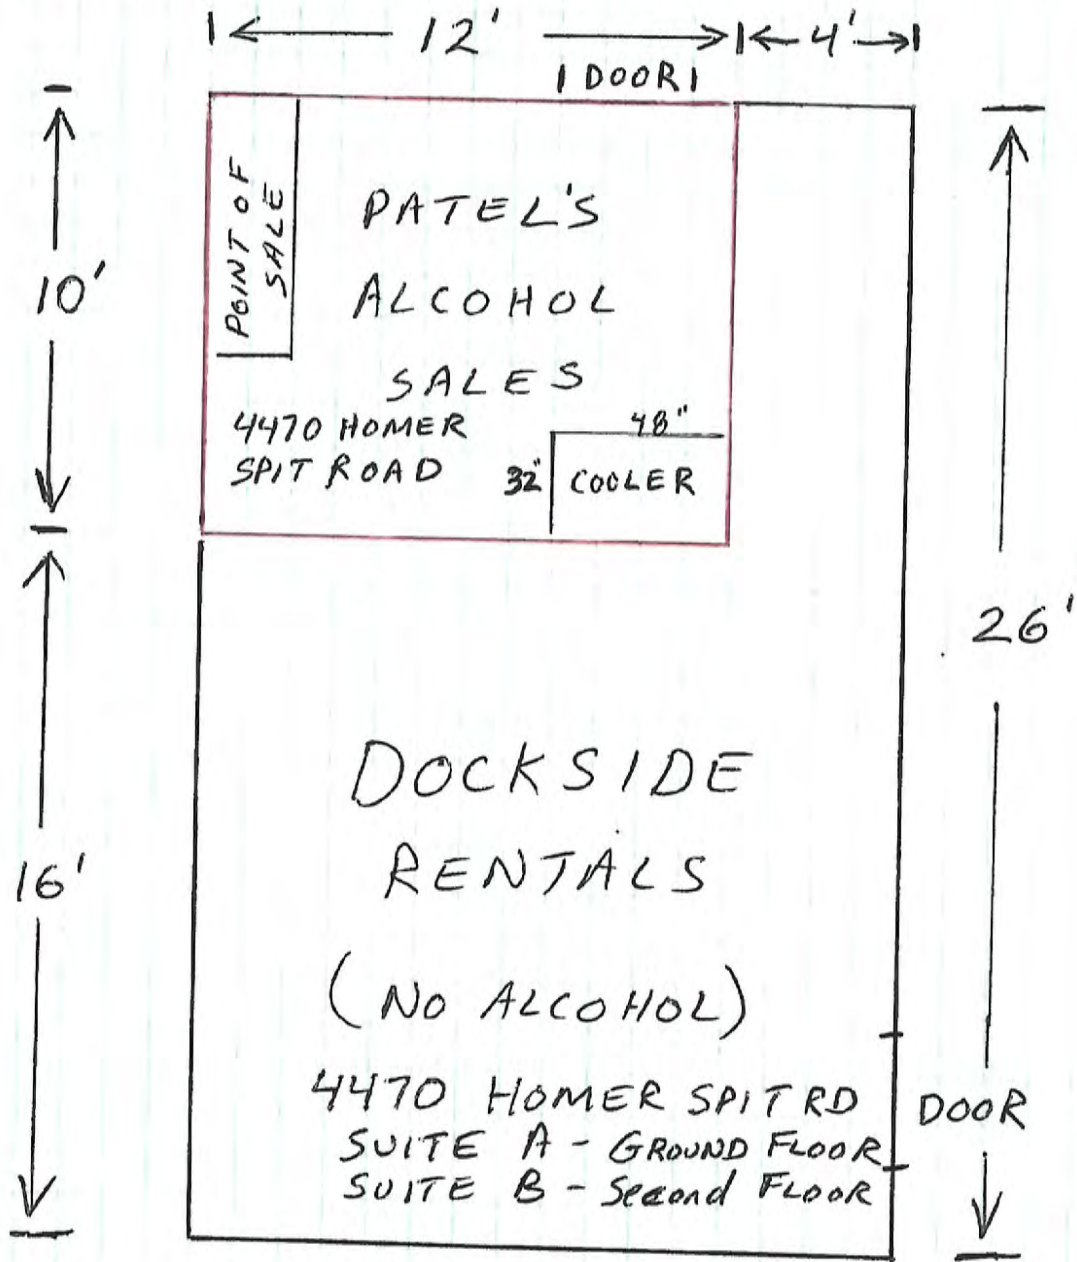 12' 4'
DOOR
POINT OF
SALE
PATEL'S
ALCOHOL
SALES
10'
4470 HOMER
SPIT ROAD
48"
32" COOLER
26'
DOCKSIDE
RENTALS
16'
(NO ALCOHOL)
4470 HOMER SPIT RD
SUITE A - GROUND FLOOR
SUITE B - Second FLOOR
DOOR